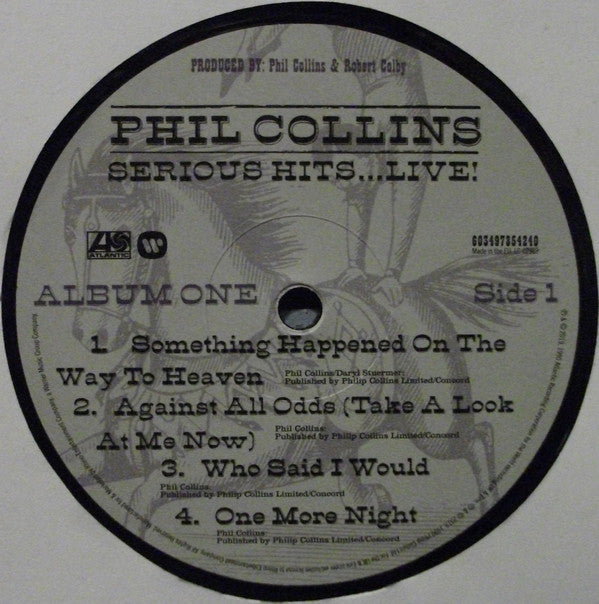 PRODUCED BY: Phil Collins & Robert Colby
PHIL COLLINS
SERIOUS HITS...LIVE!
ATLANTIC
603497854240
Made in the EU.
ALBUM ONE
Side 1
1. Something Happened On The
Way To Heaven
Phil Collins/Daryl Stuermer:
Published by Philip Collins Limited/Concord
2. Against All Odds (Take A Look
At Me Now)
Phil Collins:
Published by Philip Collins Limited/Concord
3. Who Said I Would
Phil Collins:
Published by Philip Collins Limited/Concord
4. One More Night
Phil Collins:
Published by Philip Collins Limited/Concord